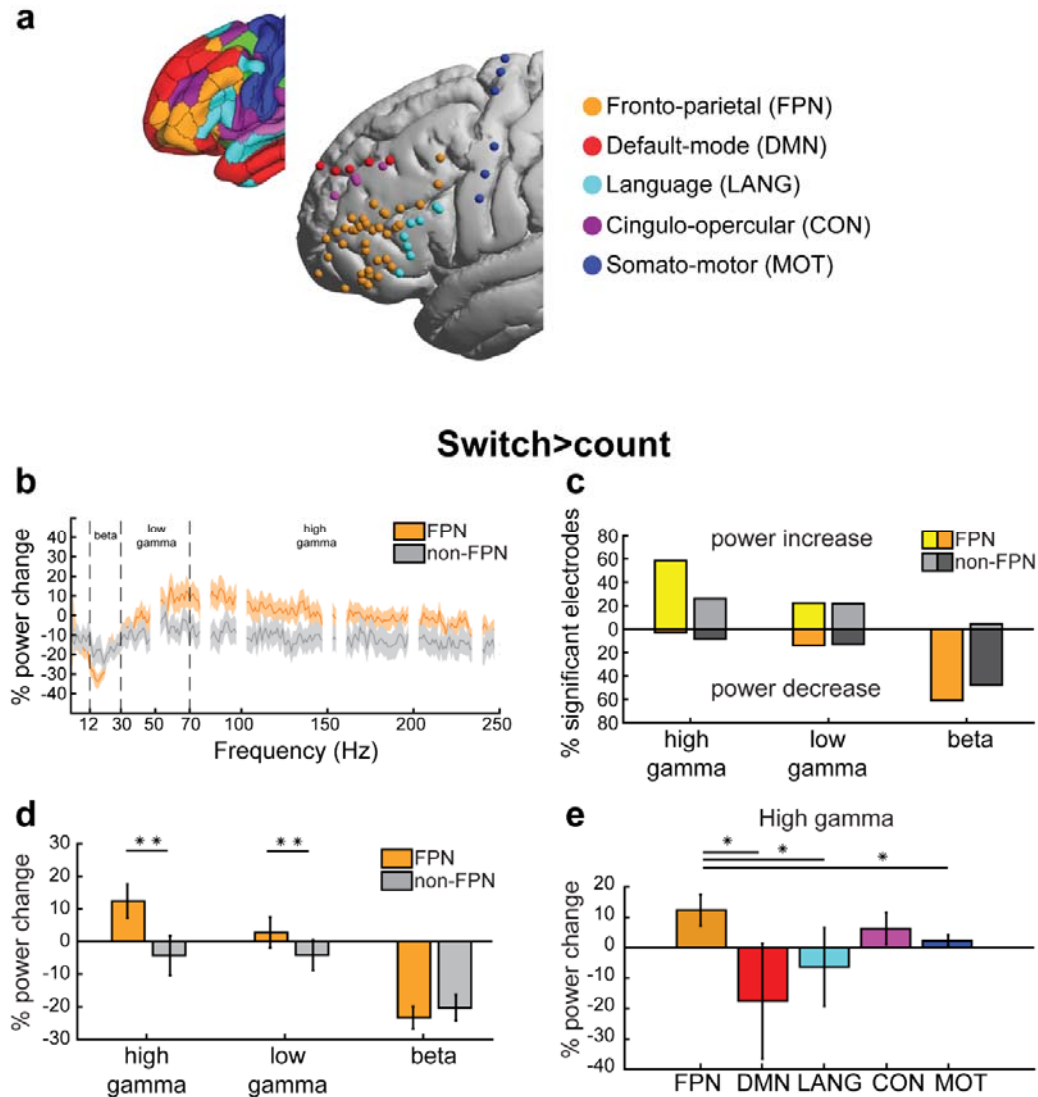 a
Fronto-parietal (FPN)
Default-mode (DMN)
Language (LANG)
Cingulo-opercular (CON)
Somato-motor (MOT)
Switch>count
b
% power change
40
30
20
10
0
-10
-20
-30
-40
beta
low
gamma
high
gamma
FPN
non-FPN
12 30 50 70 100 150 200 250
Frequency (Hz)
c
% significant electrodes
80
60
40
20
0
20
40
60
80
power increase
power decrease
FPN
non-FPN
high
gamma
low
gamma
beta
d
% power change
30
20
10
0
-10
-20
-30
* *
* *
FPN
non-FPN
high
gamma
low
gamma
beta
e
High gamma
% power change
20
10
0
-10
-20
-30
-40
*
*
*
FPN DMN LANG CON MOT